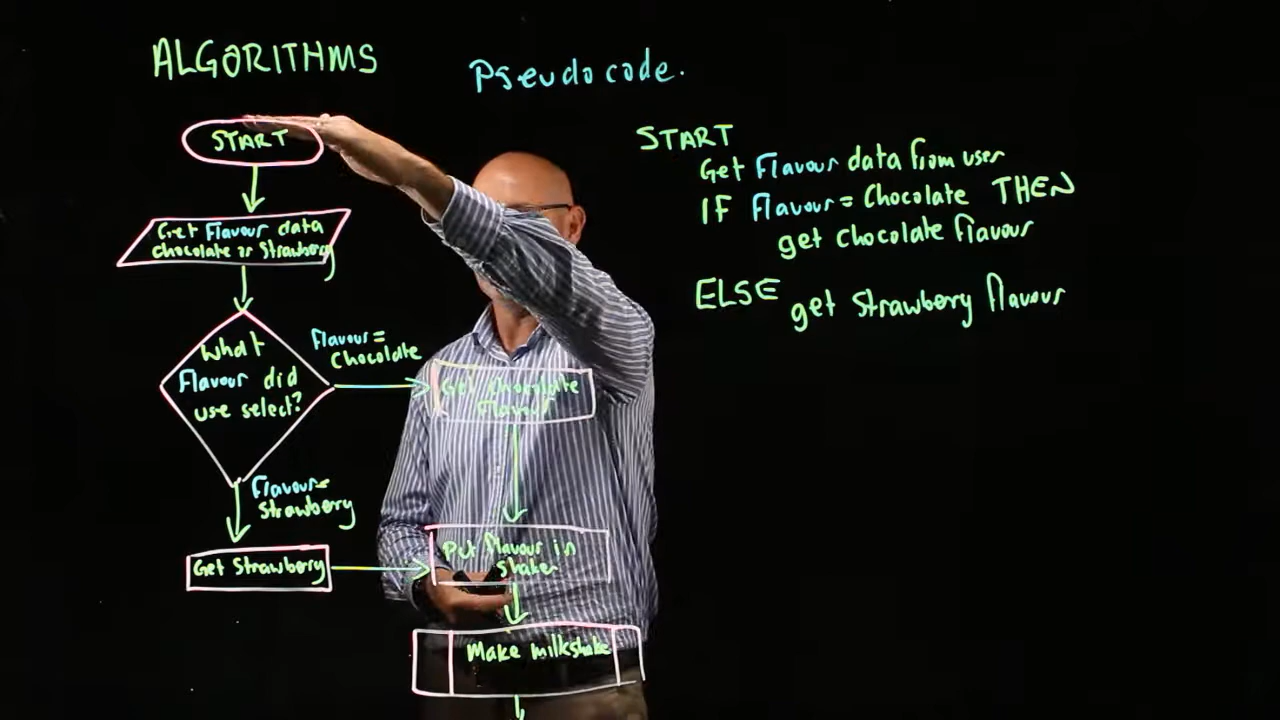 ALGORITHMS
START
Get Flavour data
chocolate or Strawberry
What
Flavour did
use select?
Flavour=
Chocolate
Get Chocolate
Flavour
Flavour=
Strawberry
Get Strawberry
Put flavour in
shaker
Make milkshake
Pseudocode.
START
Get Flavour data from user
IF Flavour = Chocolate THEN
get chocolate flavour
ELSE
get strawberry flavour